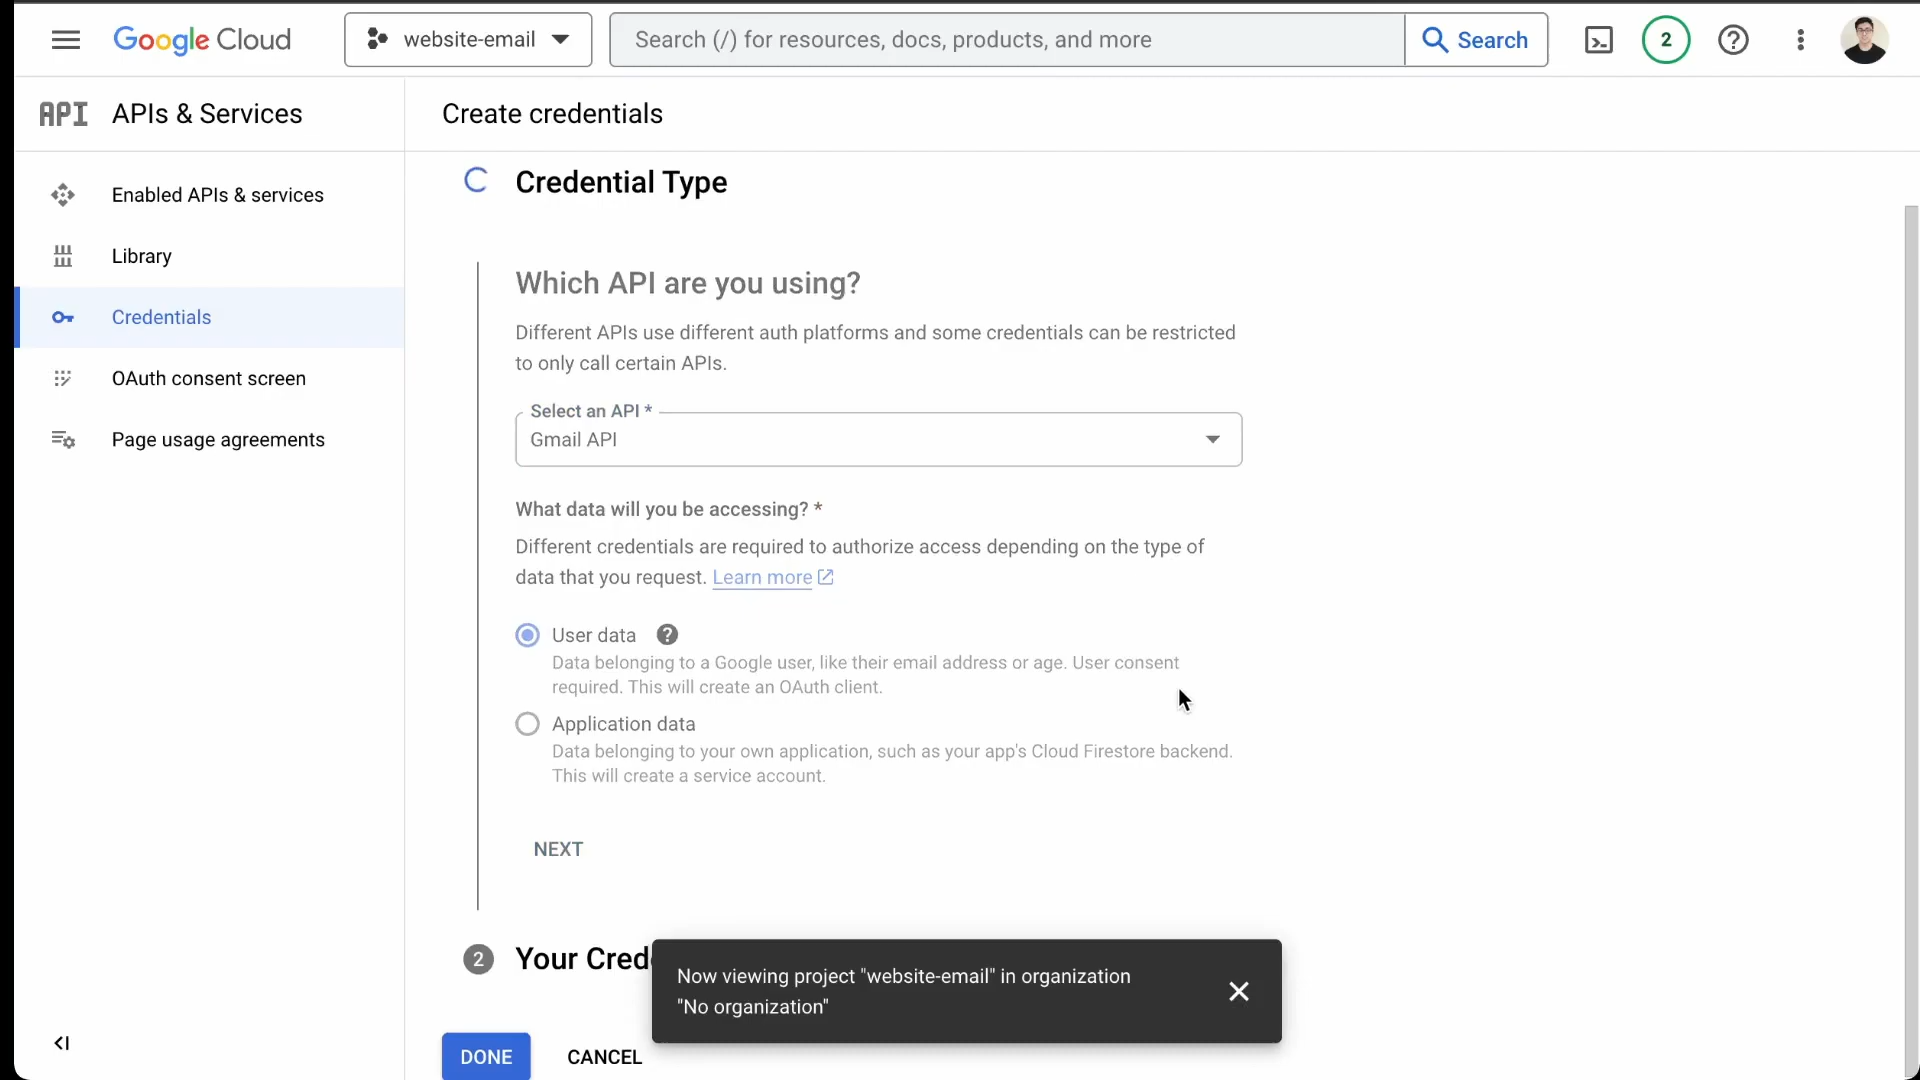 Google Cloud
website-email
Search (/) for resources, docs, products, and more
Search
2
API APIs & Services
Create credentials
Enabled APIs & services
Library
Credentials
OAuth consent screen
Page usage agreements
Credential Type
Which API are you using?
Different APIs use different auth platforms and some credentials can be restricted
to only call certain APIs.
Select an API *
Gmail API
What data will you be accessing? *
Different credentials are required to authorize access depending on the type of
data that you request. Learn more
User data
Data belonging to a Google user, like their email address or age. User consent
required. This will create an OAuth client.
Application data
Data belonging to your own application, such as your app's Cloud Firestore backend.
This will create a service account.
NEXT
2 Your Cred
Now viewing project "website-email" in organization
"No organization"
DONE
CANCEL